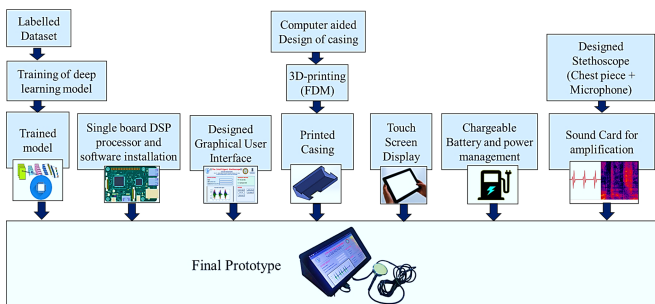 Labelled
Dataset
Training of deep
learning model
Trained
model
Single board DSP
processor and
software installation
Designed
Graphical User
Interface
Computer aided
Design of casing
3D-printing
(FDM)
Printed
Casing
Touch
Screen
Display
Chargeable
Battery and power
management
Designed
Stethoscope
(Chest piece +
Microphone)
Sound Card for
amplification
Final Prototype